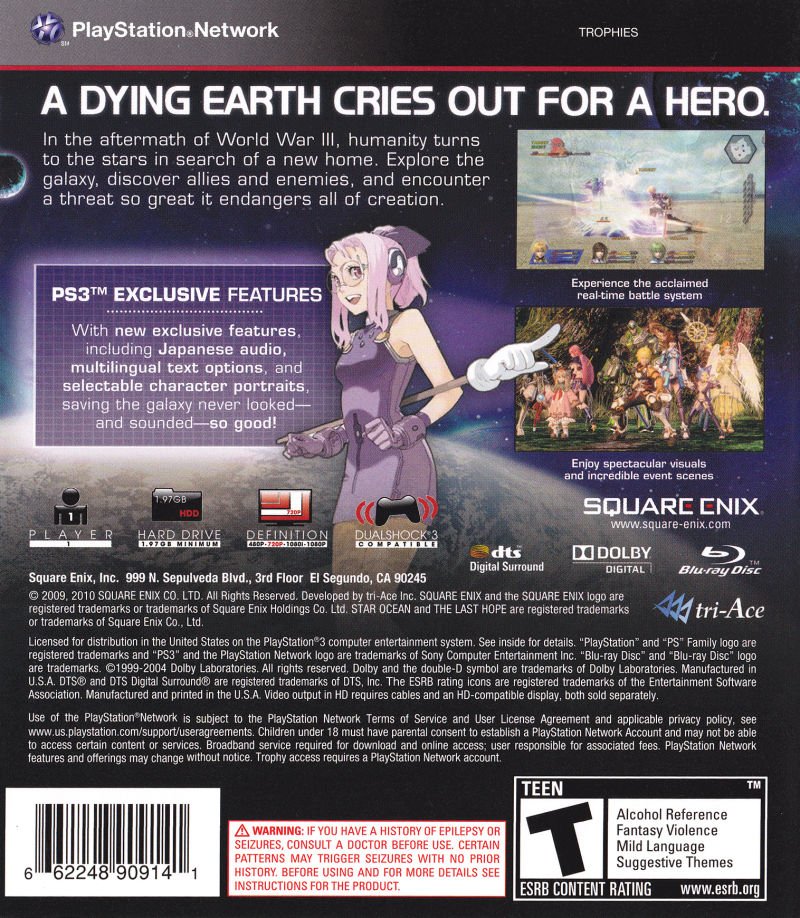 PlayStation®Network
SM
TROPHIES
A DYING EARTH CRIES OUT FOR A HERO.
In the aftermath of World War III, humanity turns
to the stars in search of a new home. Explore the
galaxy, discover allies and enemies, and encounter
a threat so great it endangers all of creation.
Experience the acclaimed
real-time battle system
PS3™ EXCLUSIVE FEATURES
With new exclusive features,
including Japanese audio,
multilingual text options, and
selectable character portraits,
saving the galaxy never looked—
and sounded—so good!
Enjoy spectacular visuals
and incredible event scenes
1
PLAYER
1
1.97GB
HDD
HARD DRIVE
1.97GB MINIMUM
720P
DEFINITION
480P•720P•1080i•1080P
DUALSHOCK®3
COMPATIBLE
SQUARE ENIX®
www.square-enix.com
dts
Digital Surround
DOLBY
DIGITAL
Blu-ray Disc™
Square Enix, Inc. 999 N. Sepulveda Blvd., 3rd Floor El Segundo, CA 90245
© 2009, 2010 SQUARE ENIX CO. LTD. All Rights Reserved. Developed by tri-Ace Inc. SQUARE ENIX and the SQUARE ENIX logo are
registered trademarks or trademarks of Square Enix Holdings Co. Ltd. STAR OCEAN and THE LAST HOPE are registered trademarks
or trademarks of Square Enix Co., Ltd.
tri-Ace
Licensed for distribution in the United States on the PlayStation®3 computer entertainment system. See inside for details. “PlayStation” and “PS” Family logo are
registered trademarks and “PS3” and the PlayStation Network logo are trademarks of Sony Computer Entertainment Inc. “Blu-ray Disc” and “Blu-ray Disc” logo
are trademarks. ©1999-2004 Dolby Laboratories. All rights reserved. Dolby and the double-D symbol are trademarks of Dolby Laboratories. Manufactured in
U.S.A. DTS® and DTS Digital Surround® are registered trademarks of DTS, Inc. The ESRB rating icons are registered trademarks of the Entertainment Software
Association. Manufactured and printed in the U.S.A. Video output in HD requires cables and an HD-compatible display, both sold separately.
Use of the PlayStation®Network is subject to the PlayStation Network Terms of Service and User License Agreement and applicable privacy policy, see
www.us.playstation.com/support/useragreements. Children under 18 must have parental consent to establish a PlayStation Network Account and may not be able
to access certain content or services. Broadband service required for download and online access; user responsible for associated fees. PlayStation Network
features and offerings may change without notice. Trophy access requires a PlayStation Network account.
6 62248 90914 1
WARNING: IF YOU HAVE A HISTORY OF EPILEPSY OR
SEIZURES, CONSULT A DOCTOR BEFORE USE. CERTAIN
PATTERNS MAY TRIGGER SEIZURES WITH NO PRIOR
HISTORY. BEFORE USING AND FOR MORE DETAILS SEE
INSTRUCTIONS FOR THE PRODUCT.
TEEN
TM
T
Alcohol Reference
Fantasy Violence
Mild Language
Suggestive Themes
ESRB CONTENT RATING www.esrb.org